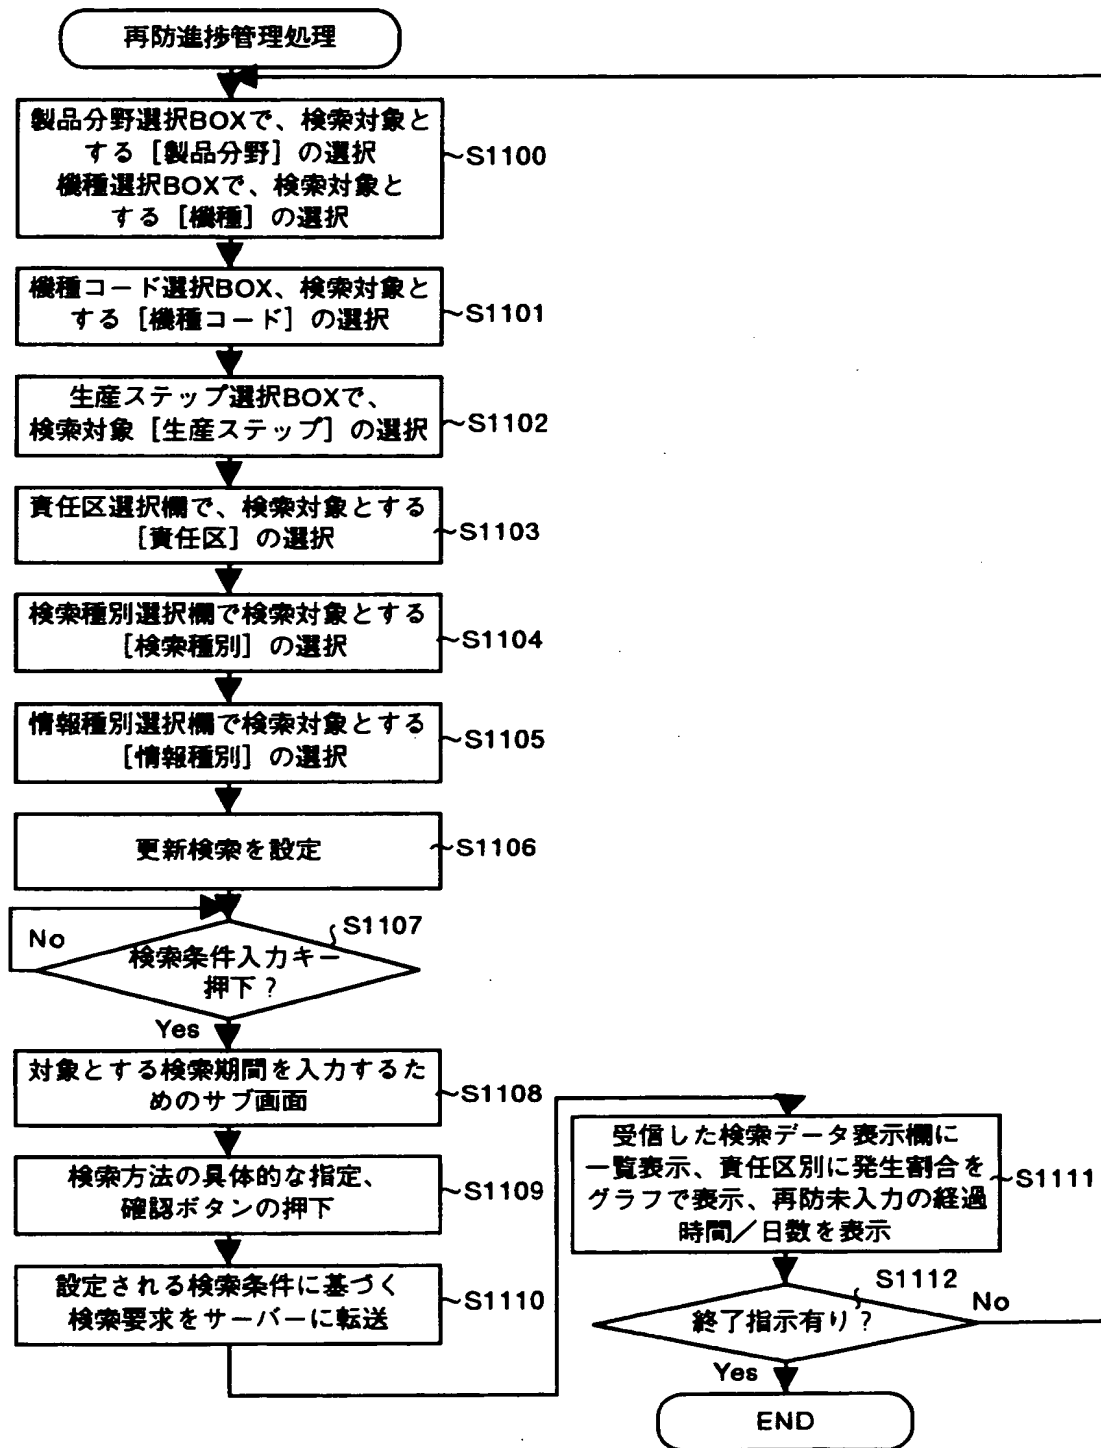 再防進捗管理処理
製品分野選択BOXで、検索対象と
する［製品分野］の選択
機種選択BOXで、検索対象と
する［機種］の選択
~S1100
機種コード選択BOX、検索対象と
する［機種コード］の選択
~S1101
生産ステップ選択BOXで、
検索対象［生産ステップ］の選択
~S1102
責任区選択欄で、検索対象とする
［責任区］の選択
~S1103
検索種別選択欄で検索対象とする
［検索種別］の選択
~S1104
情報種別選択欄で検索対象とする
［情報種別］の選択
~S1105
更新検索を設定
~S1106
S1107
No
検索条件入力キー
押下？
Yes
対象とする検索期間を入力するた
めのサブ画面
~S1108
検索方法の具体的な指定、
確認ボタンの押下
~S1109
設定される検索条件に基づく
検索要求をサーバーに転送
~S1110
受信した検索データ表示欄に
一覧表示、責任区別に発生割合を
グラフで表示、再防未入力の経過
時間／日数を表示
~S1111
S1112
終了指示有り？
No
Yes
END